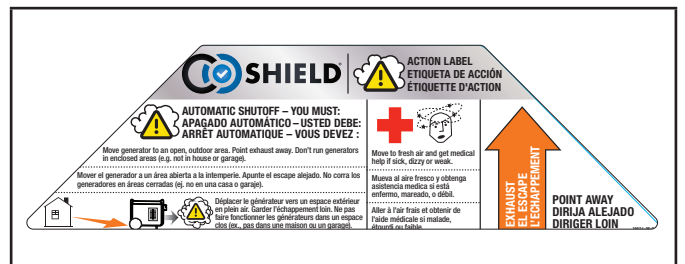 CO SHIELD®
ACTION LABEL
ETIQUETA DE ACCIÓN
ÉTIQUETTE D'ACTION
AUTOMATIC SHUTOFF – YOU MUST:
APAGADO AUTOMÁTICO – USTED DEBE:
ARRÊT AUTOMATIQUE – VOUS DEVEZ :
Move generator to an open, outdoor area. Point exhaust away. Don't run generators
in enclosed areas (e.g. not in house or garage).
Mover el generador a un área abierta a la intemperie. Apunte el escape alejado. No corra los
generadores en áreas cerradas (ej. no en una casa o garaje).
Déplacer le générateur vers un espace extérieur
en plein air. Garder l'échappement loin. Ne pas
faire fonctionner les générateurs dans un espace
clos (ex., pas dans une maison ou un garage).
Move to fresh air and get medical
help if sick, dizzy or weak.
Mueva al aire fresco y obtenga
asistencia medica si está
enfermo, mareado, o débil.
Aller à l'air frais et obtenir de
l'aide médicale si malade,
étourdi ou faible.
EXHAUST
EL ESCAPE
L'ÉCHAPPEMENT
POINT AWAY
DIRIJA ALEJADO
DIRIGER LOIN